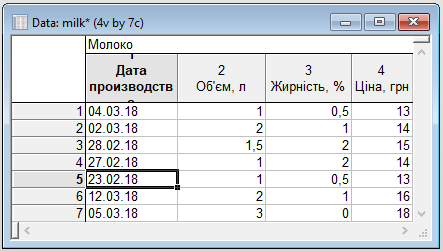 Data: milk* (4v by 7c)
Молоко
1 2 3 4
Дата производств Об'єм, л Жирність, % Ціна, грн
1 04.03.18 1 0,5 13
2 02.03.18 2 1 14
3 28.02.18 1,5 2 15
4 27.02.18 1 2 14
5 23.02.18 1 0,5 13
6 12.03.18 2 1 16
7 05.03.18 3 0 18